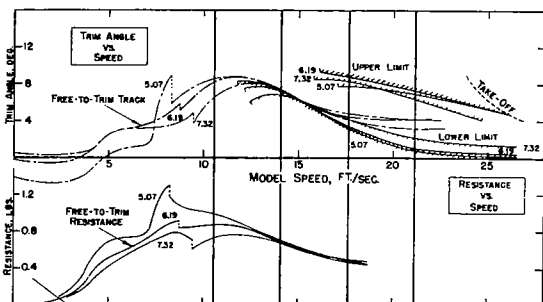 TRIM ANGLE, DEG.
12
8
4
0
TRIM ANGLE
VS.
SPEED
5.07
FREE-TO-TRIM TRACK
6.19
7.32
6.19
7.32
5.07
UPPER LIMIT
TAKE-OFF
LOWER LIMIT
5.07
6.19
7.32
5
10
15
20
25
MODEL SPEED, FT./SEC.
RESISTANCE
VS.
SPEED
RESISTANCE, LBS.
1.2
0.8
0.4
5.07
FREE-TO-TRIM
RESISTANCE
6.19
7.32